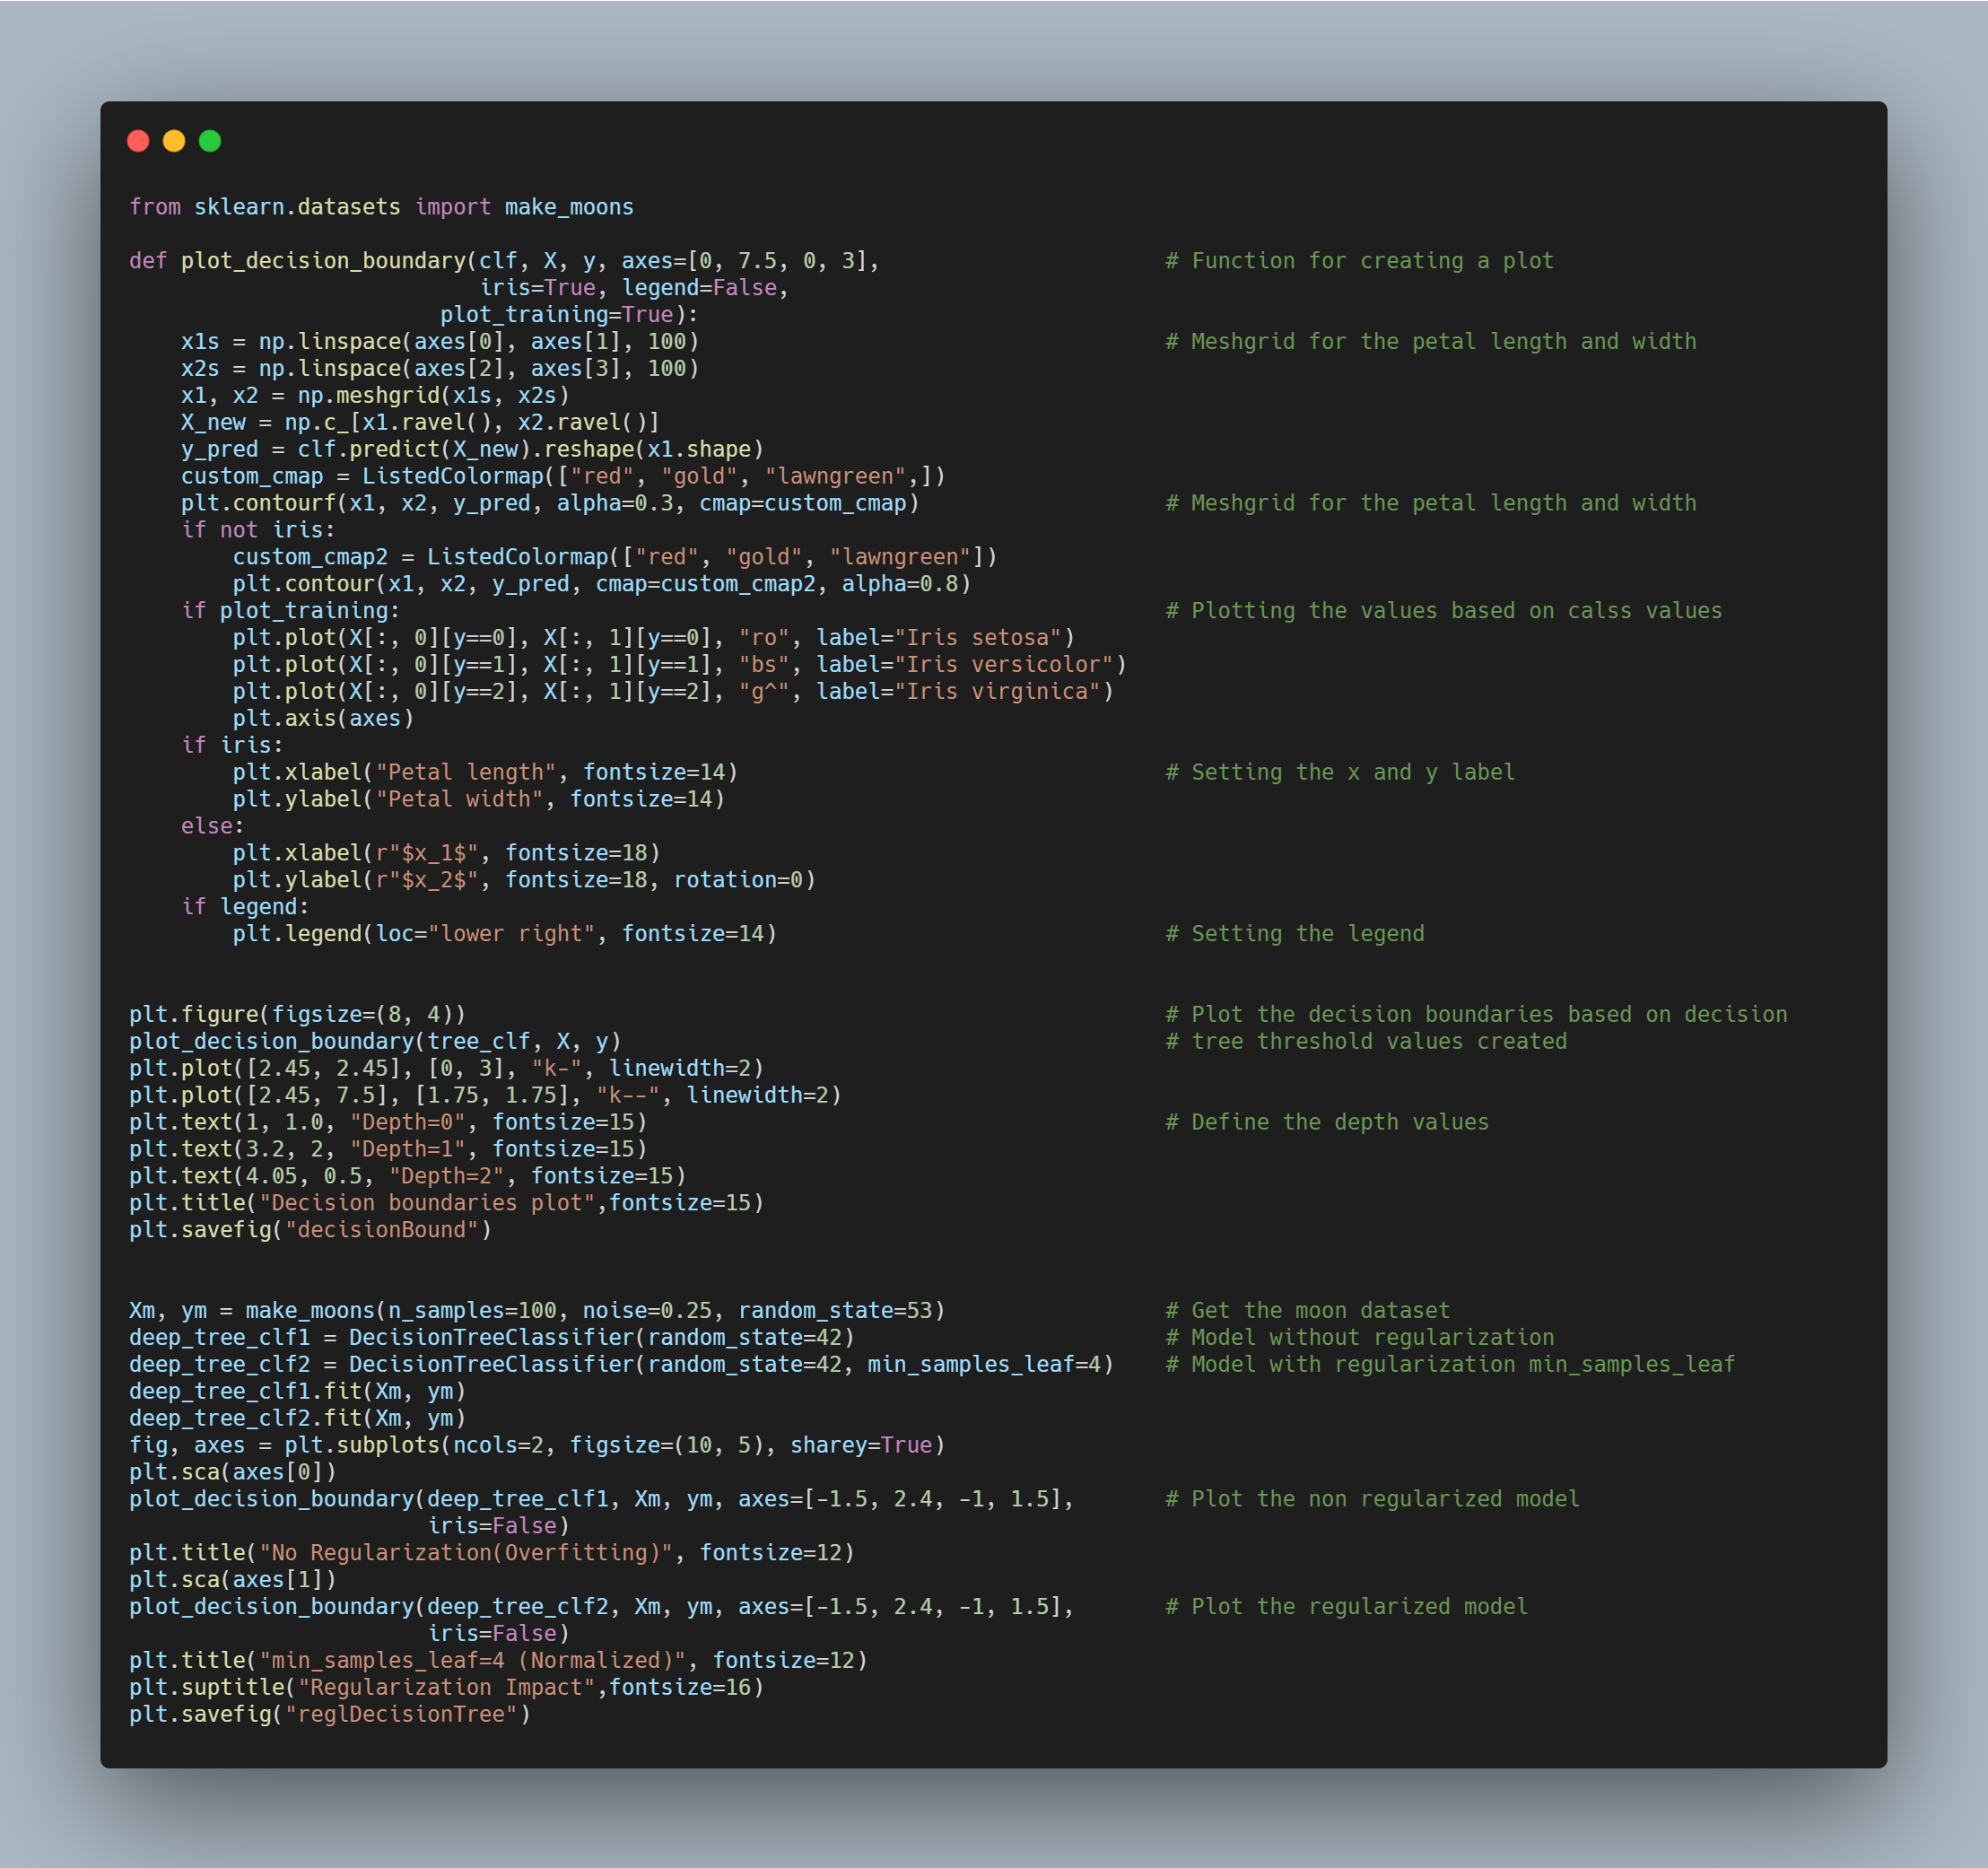 from sklearn.datasets import make_moons
def plot_decision_boundary(clf, X, y, axes=[0, 7.5, 0, 3],                      # Function for creating a plot
                           iris=True, legend=False,
                        plot_training=True):
    x1s = np.linspace(axes[0], axes[1], 100)                                    # Meshgrid for the petal length and width
    x2s = np.linspace(axes[2], axes[3], 100)
    x1, x2 = np.meshgrid(x1s, x2s)
    X_new = np.c_[x1.ravel(), x2.ravel()]
    y_pred = clf.predict(X_new).reshape(x1.shape)
    custom_cmap = ListedColormap(["red", "gold", "lawngreen",])
    plt.contourf(x1, x2, y_pred, alpha=0.3, cmap=custom_cmap)                   # Meshgrid for the petal length and width
    if not iris:
        custom_cmap2 = ListedColormap(["red", "gold", "lawngreen"])
        plt.contour(x1, x2, y_pred, cmap=custom_cmap2, alpha=0.8)
    if plot_training:                                                           # Plotting the values based on calss values
        plt.plot(X[:, 0][y==0], X[:, 1][y==0], "ro", label="Iris setosa")
        plt.plot(X[:, 0][y==1], X[:, 1][y==1], "bs", label="Iris versicolor")
        plt.plot(X[:, 0][y==2], X[:, 1][y==2], "g^", label="Iris virginica")
        plt.axis(axes)
    if iris:
        plt.xlabel("Petal length", fontsize=14)                                 # Setting the x and y label
        plt.ylabel("Petal width", fontsize=14)
    else:
        plt.xlabel(r"$x_1$", fontsize=18)
        plt.ylabel(r"$x_2$", fontsize=18, rotation=0)
    if legend:
        plt.legend(loc="lower right", fontsize=14)                              # Setting the legend
plt.figure(figsize=(8, 4))                                                      # Plot the decision boundaries based on decision
plot_decision_boundary(tree_clf, X, y)                                          # tree threshold values created
plt.plot([2.45, 2.45], [0, 3], "k-", linewidth=2)
plt.plot([2.45, 7.5], [1.75, 1.75], "k--", linewidth=2)
plt.text(1, 1.0, "Depth=0", fontsize=15)                                        # Define the depth values
plt.text(3.2, 2, "Depth=1", fontsize=15)
plt.text(4.05, 0.5, "Depth=2", fontsize=15)
plt.title("Decision boundaries plot",fontsize=15)
plt.savefig("decisionBound")
Xm, ym = make_moons(n_samples=100, noise=0.25, random_state=53)                 # Get the moon dataset
deep_tree_clf1 = DecisionTreeClassifier(random_state=42)                        # Model without regularization
deep_tree_clf2 = DecisionTreeClassifier(random_state=42, min_samples_leaf=4)    # Model with regularization min_samples_leaf
deep_tree_clf1.fit(Xm, ym)
deep_tree_clf2.fit(Xm, ym)
fig, axes = plt.subplots(ncols=2, figsize=(10, 5), sharey=True)
plt.sca(axes[0])
plot_decision_boundary(deep_tree_clf1, Xm, ym, axes=[-1.5, 2.4, -1, 1.5],       # Plot the non regularized model
                       iris=False)
plt.title("No Regularization(Overfitting)", fontsize=12)
plt.sca(axes[1])
plot_decision_boundary(deep_tree_clf2, Xm, ym, axes=[-1.5, 2.4, -1, 1.5],       # Plot the regularized model
                       iris=False)
plt.title("min_samples_leaf=4 (Normalized)", fontsize=12)
plt.suptitle("Regularization Impact",fontsize=16)
plt.savefig("reglDecisionTree")